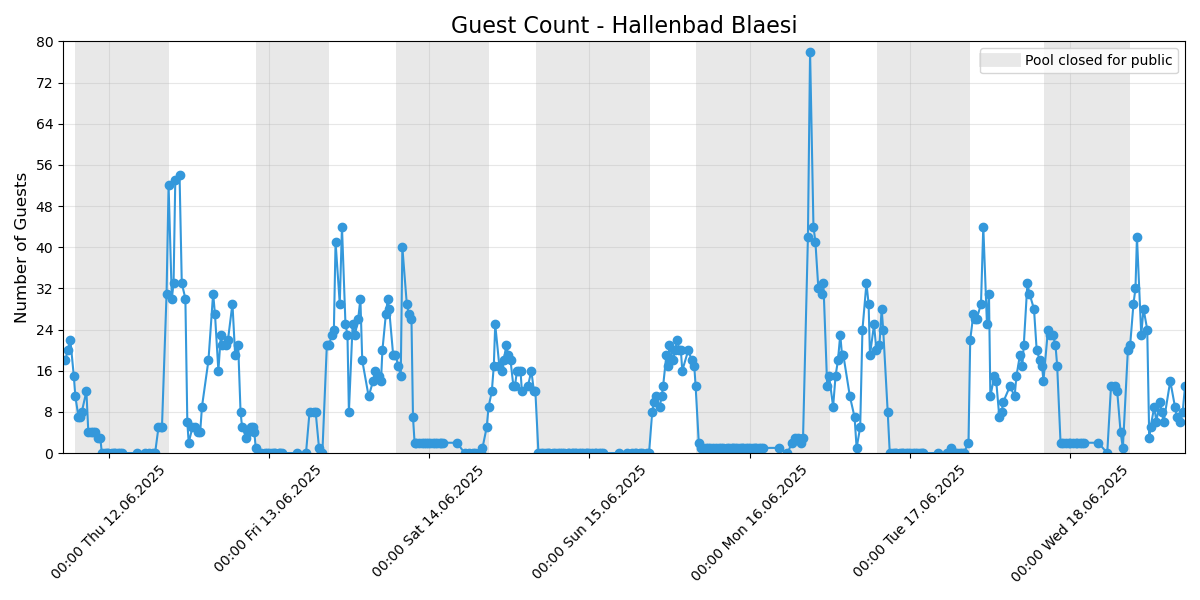 Guest Count - Hallenbad Blaesi
Pool closed for public
Number of Guests
80
72
64
56
48
40
32
24
16
8
0
00:00 Thu 12.06.2025
00:00 Fri 13.06.2025
00:00 Sat 14.06.2025
00:00 Sun 15.06.2025
00:00 Mon 16.06.2025
00:00 Tue 17.06.2025
00:00 Wed 18.06.2025